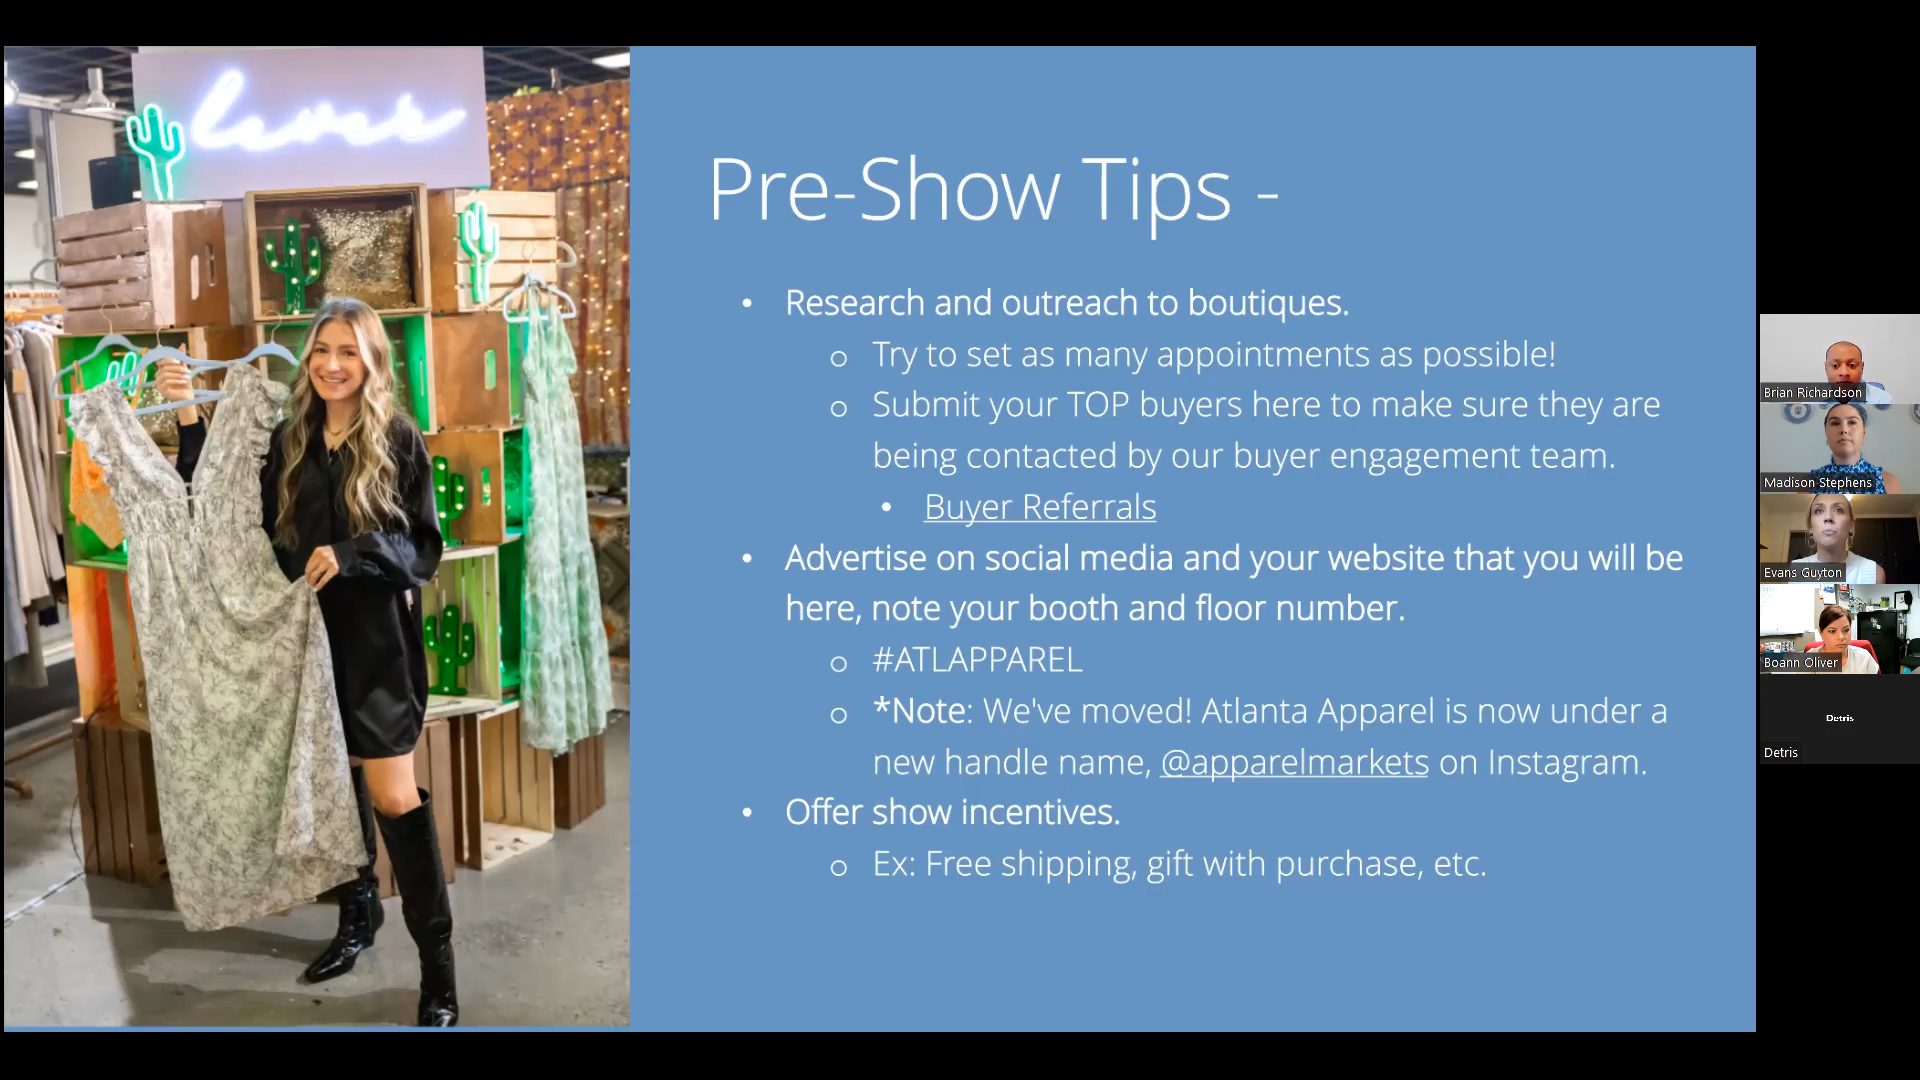 Pre-Show Tips -
• Research and outreach to boutiques.
o Try to set as many appointments as possible!
o Submit your TOP buyers here to make sure they are
being contacted by our buyer engagement team.
• Buyer Referrals
• Advertise on social media and your website that you will be
here, note your booth and floor number.
o #ATLAPPAREL
o *Note: We've moved! Atlanta Apparel is now under a
new handle name, @apparelmarkets on Instagram.
• Offer show incentives.
o Ex: Free shipping, gift with purchase, etc.
Brian Richardson
Madison Stephens
Evans Guyton
Boann Oliver
Detris
Detris